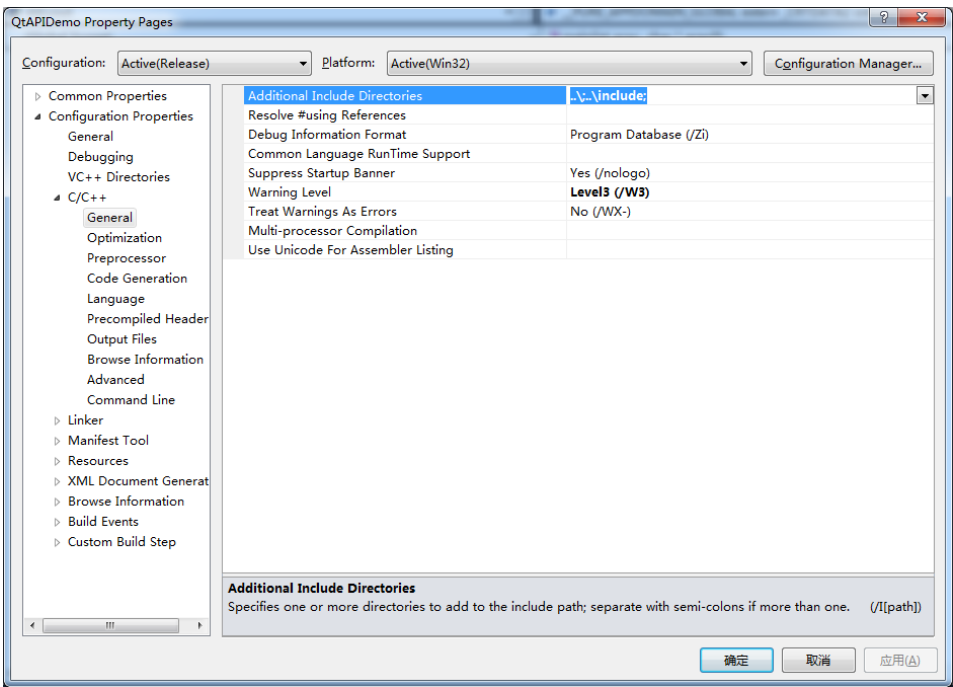 QtAPIDemo Property Pages
Configuration: Active(Release) Platform: Active(Win32) Configuration Manager...
Common Properties
Configuration Properties
General
Debugging
VC++ Directories
C/C++
General
Optimization
Preprocessor
Code Generation
Language
Precompiled Header
Output Files
Browse Information
Advanced
Command Line
Linker
Manifest Tool
Resources
XML Document Generat
Browse Information
Build Events
Custom Build Step
Additional Include Directories ..\;..\include;
Resolve #using References
Debug Information Format Program Database (/Zi)
Common Language RunTime Support
Suppress Startup Banner Yes (/nologo)
Warning Level Level3 (/W3)
Treat Warnings As Errors No (/WX-)
Multi-processor Compilation
Use Unicode For Assembler Listing
Additional Include Directories
Specifies one or more directories to add to the include path; separate with semi-colons if more than one. (/I[path])
确定 取消 应用(A)